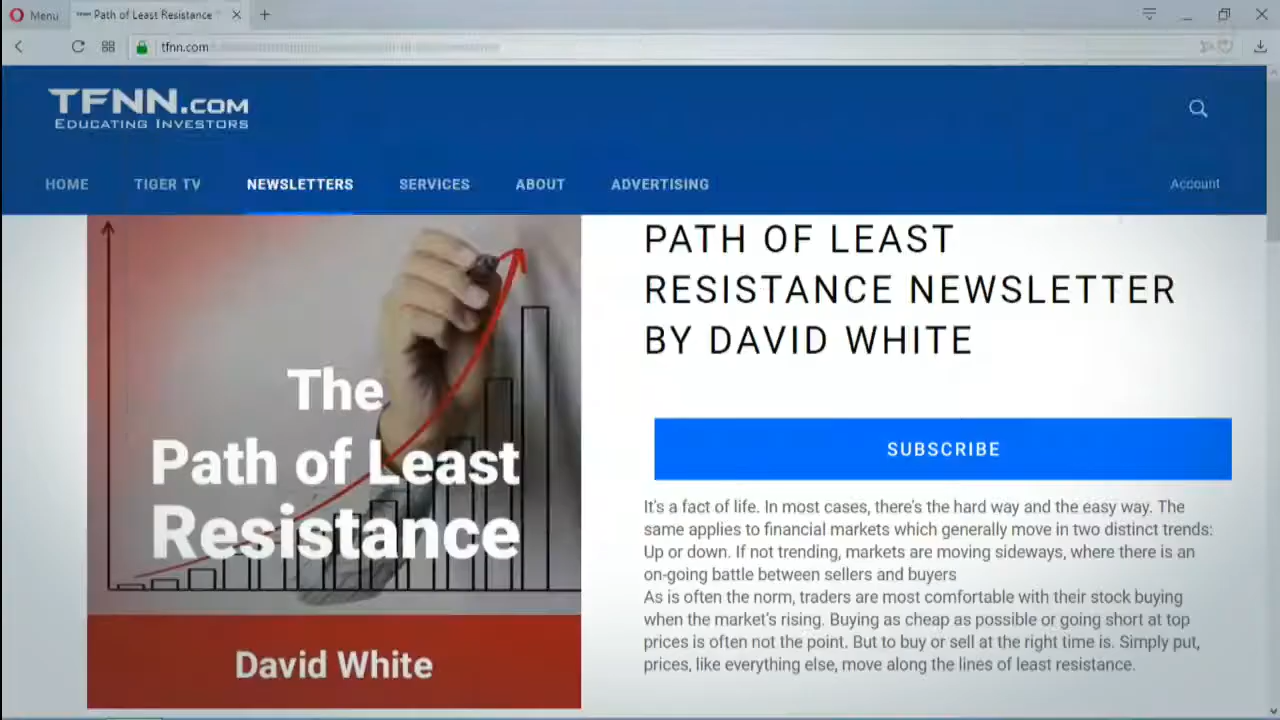 Menu
Path of Least Resistance
tfnn.com
TFNN.COM
EDUCATING INVESTORS
HOME
TIGER TV
NEWSLETTERS
SERVICES
ABOUT
ADVERTISING
Account
The
Path of Least
Resistance
David White
PATH OF LEAST
RESISTANCE NEWSLETTER
BY DAVID WHITE
SUBSCRIBE
It's a fact of life. In most cases, there's the hard way and the easy way. The
same applies to financial markets which generally move in two distinct trends:
Up or down. If not trending, markets are moving sideways, where there is an
on-going battle between sellers and buyers
As is often the norm, traders are most comfortable with their stock buying
when the market's rising. Buying as cheap as possible or going short at top
prices is often not the point. But to buy or sell at the right time is. Simply put,
prices, like everything else, move along the lines of least resistance.